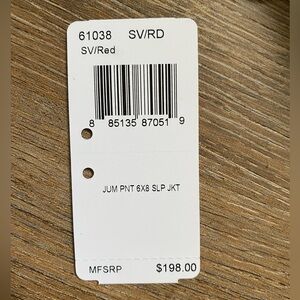 61038 SV/RD
SV/Red
8 85135 87051 9
JUM PNT 6X8 SLP JKT
MFSRP $198.00